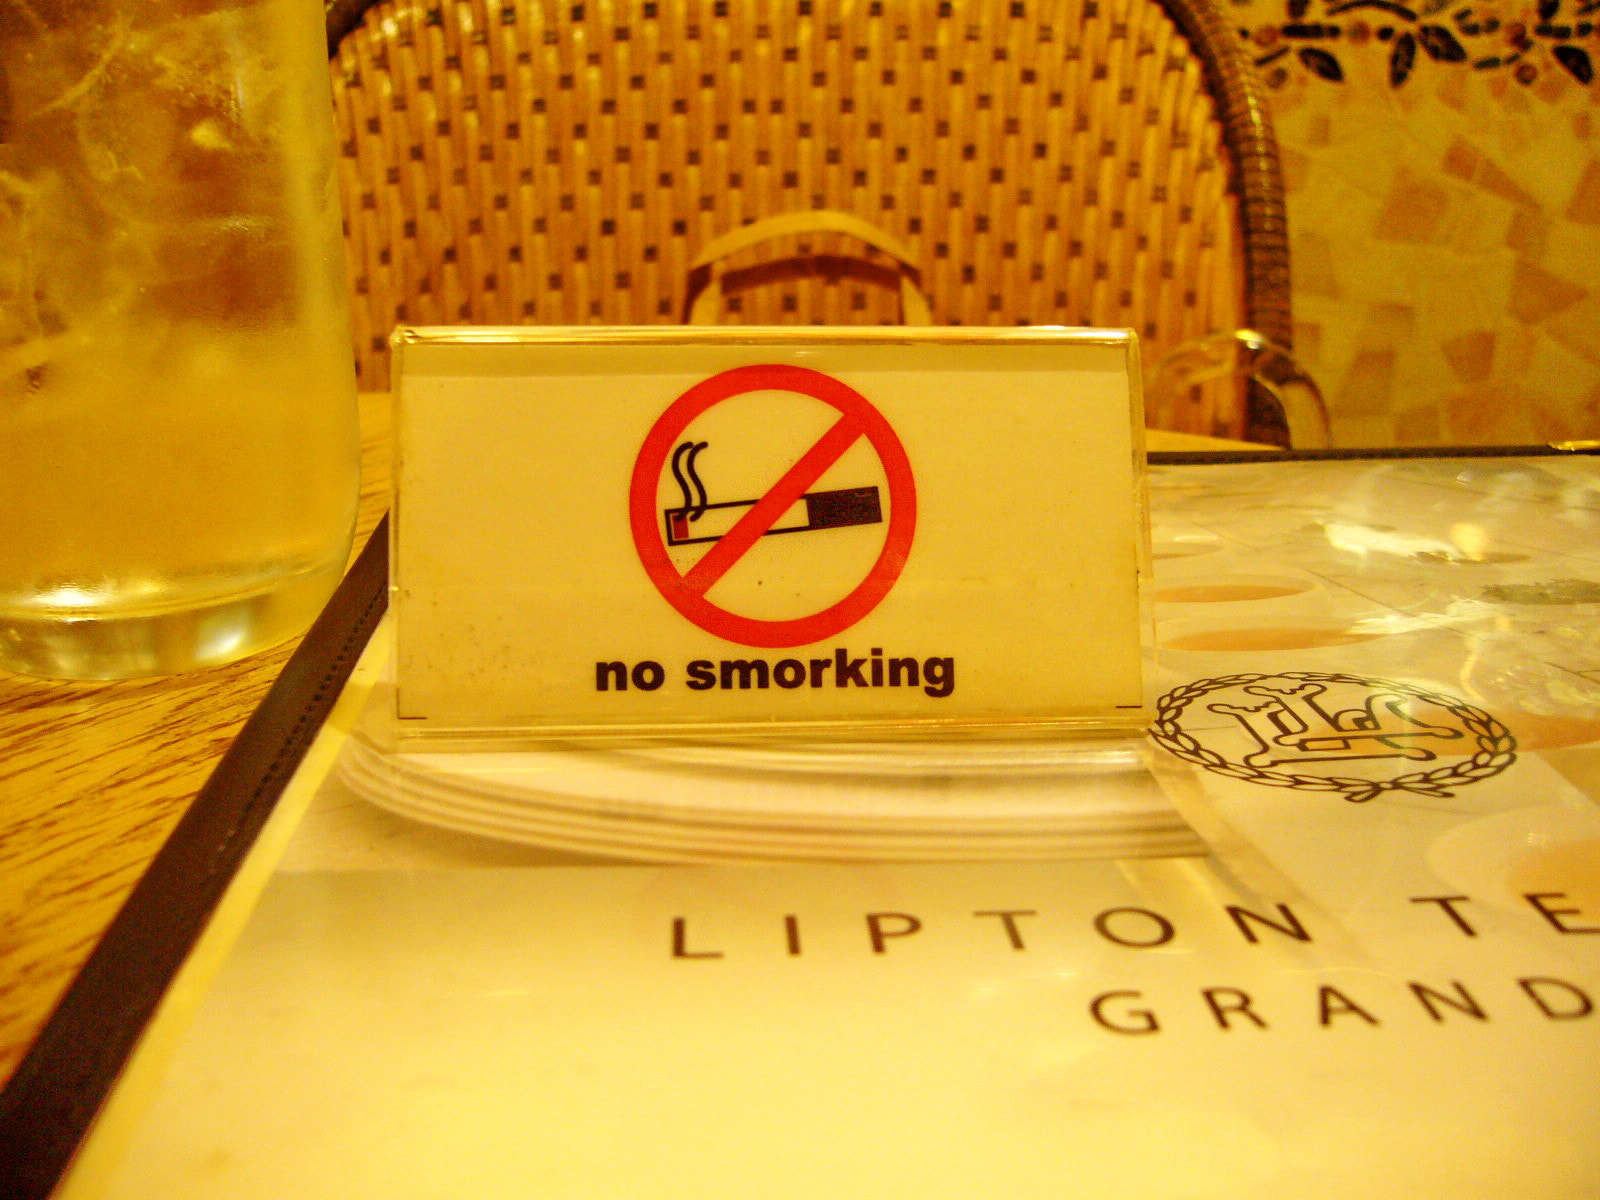 no smorking
LIPTON TE
GRAND